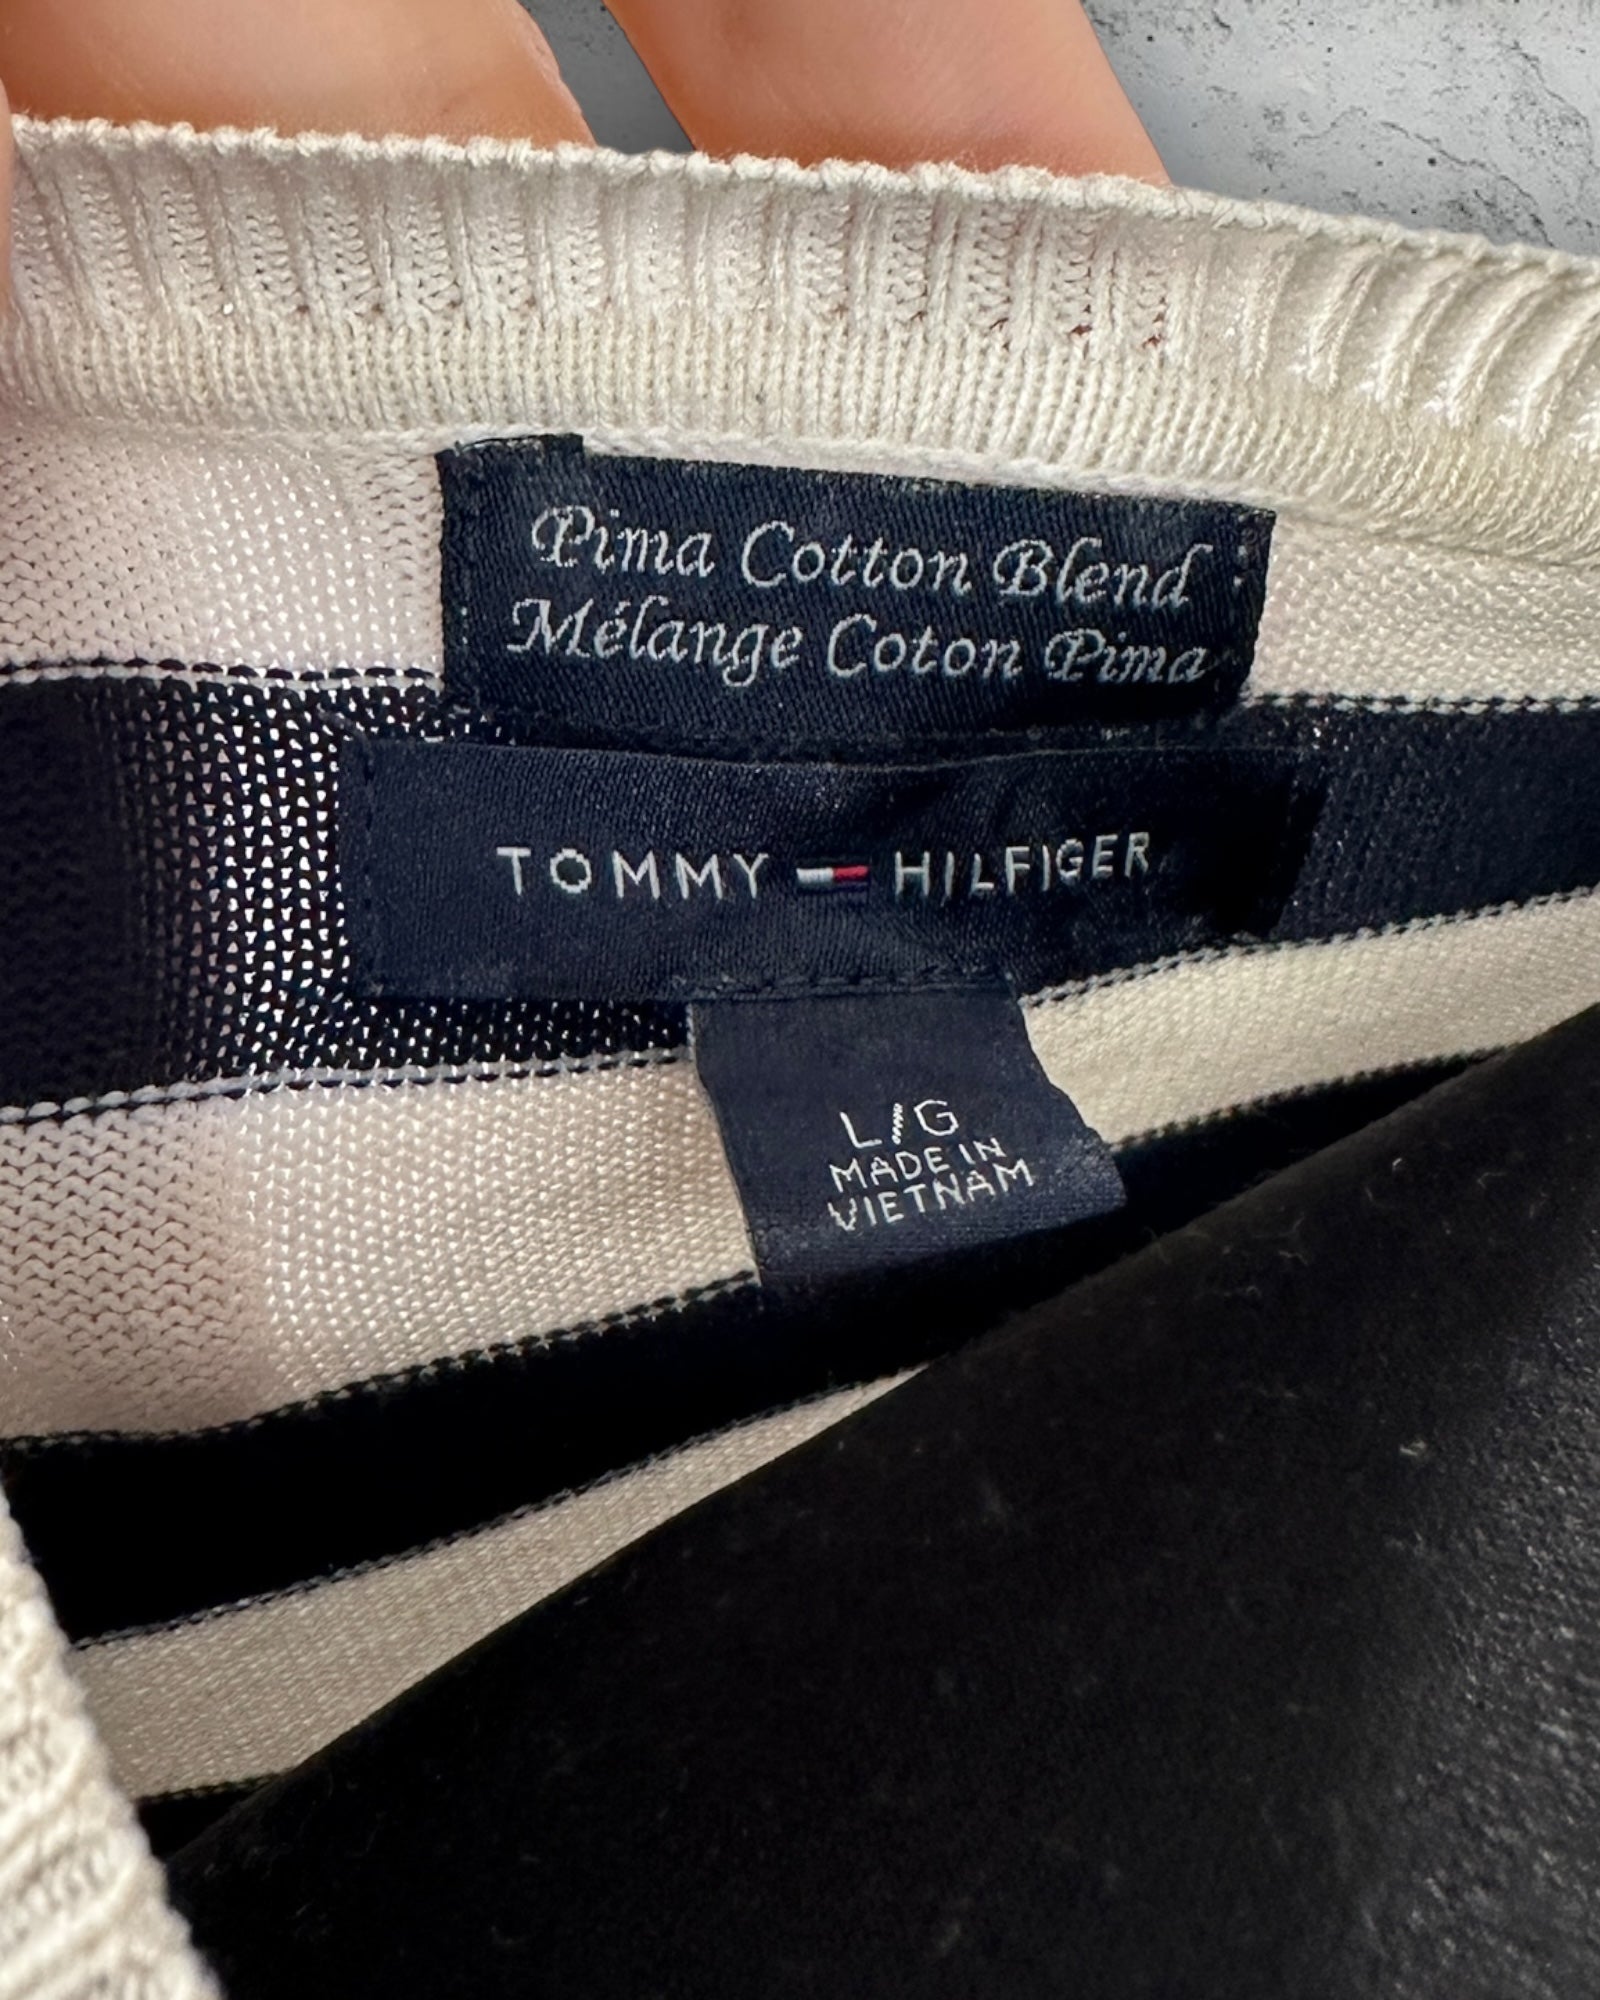 Pima Cotton Blend
Mélange Coton Pima
TOMMY HILFIGER
L/G
MADE IN
VIETNAM